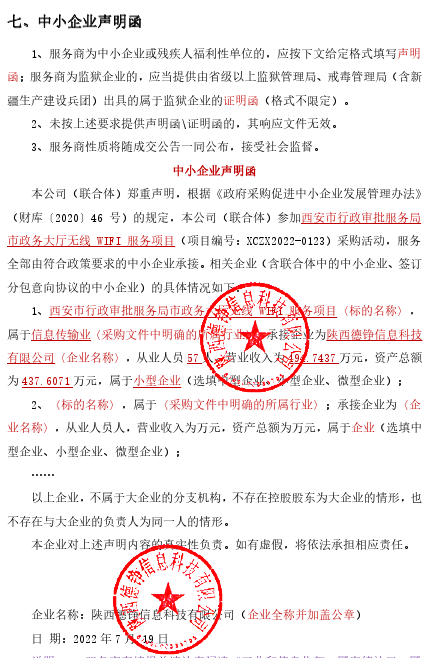 七、中小企业声明函
1、服务商为中小企业或残疾人福利性单位的，应按下文给定格式填写声明
函；服务商为监狱企业的，应当提供由省级以上监狱管理局、戒毒管理局（含新
疆生产建设兵团）出具的属于监狱企业的证明函（格式不限定）。
2、未按上述要求提供声明函\证明函的，其响应文件无效。
3、服务商性质将随成交公告一同公布，接受社会监督。
中小企业声明函
本公司（联合体）郑重声明，根据《政府采购促进中小企业发展管理办法》
（财库〔2020〕46 号）的规定，本公司（联合体）参加西安市行政审批服务局
市政务大厅无线 WIFI 服务项目（项目编号：XCZX2022-0123）采购活动，服务
全部由符合政策要求的中小企业承接。相关企业（含联合体中的中小企业、签订
分包意向协议的中小企业）的具体情况如下
1、西安市行政审批服务局市政务 线 WIFI 服务项目（标的名称），
属于信息传输业（采购文件中明确的 行业 承接企业为陕西德铮信息科技
有限公司（企业名称），从业人员 57 营业收入为 7437 万元，资产总额
为 437.6071 万元，属于小型企业（选填中型企业、小型企业、微型企业）；
2、（标的名称），属于（采购文件中明确的所属行业）；承接企业为（企
业名称），从业人员人，营业收入为万元，资产总额为万元，属于企业（选填中
型企业、小型企业、微型企业）；
······
以上企业，不属于大企业的分支机构，不存在控股股东为大企业的情形，也
不存在与大企业的负责人为同一人的情形。
本企业对上述声明内容的真实性负责。如有虚假，将依法承担相应责任。
企业名称：陕西德铮信息科技有限公司（企业全称并加盖公章）
日 期：2022 年 7 月 19 日
陕西德铮信息科技有限公司
陕西德铮信息科技有限公司